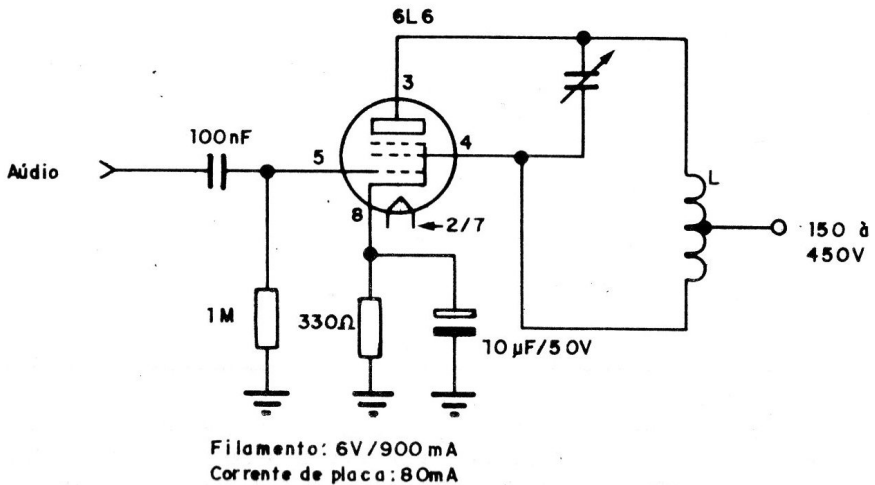 6L6
3
100nF
5
4
Aúdio
L
8
2/7
150 à
450V
1M
330Ω
10µF/50V
Filamento: 6V/900mA
Corrente de placa: 80mA